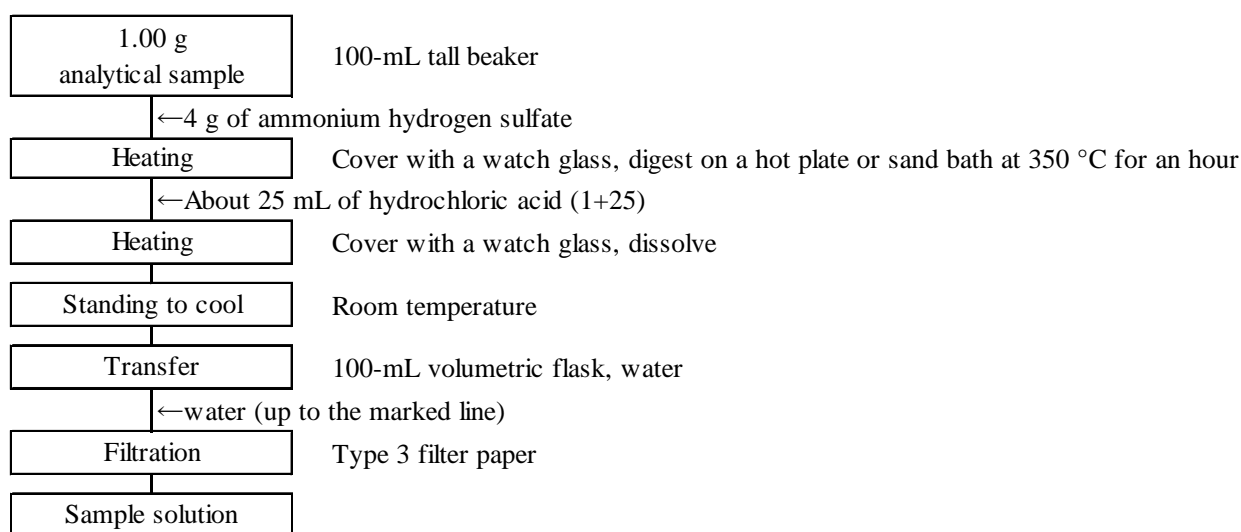 1.00 g
analytical sample
100-mL tall beaker
←4 g of ammonium hydrogen sulfate
Heating
Cover with a watch glass, digest on a hot plate or sand bath at 350 °C for an hour
←About 25 mL of hydrochloric acid (1+25)
Heating
Cover with a watch glass, dissolve
Standing to cool
Room temperature
Transfer
100-mL volumetric flask, water
←water (up to the marked line)
Filtration
Type 3 filter paper
Sample solution